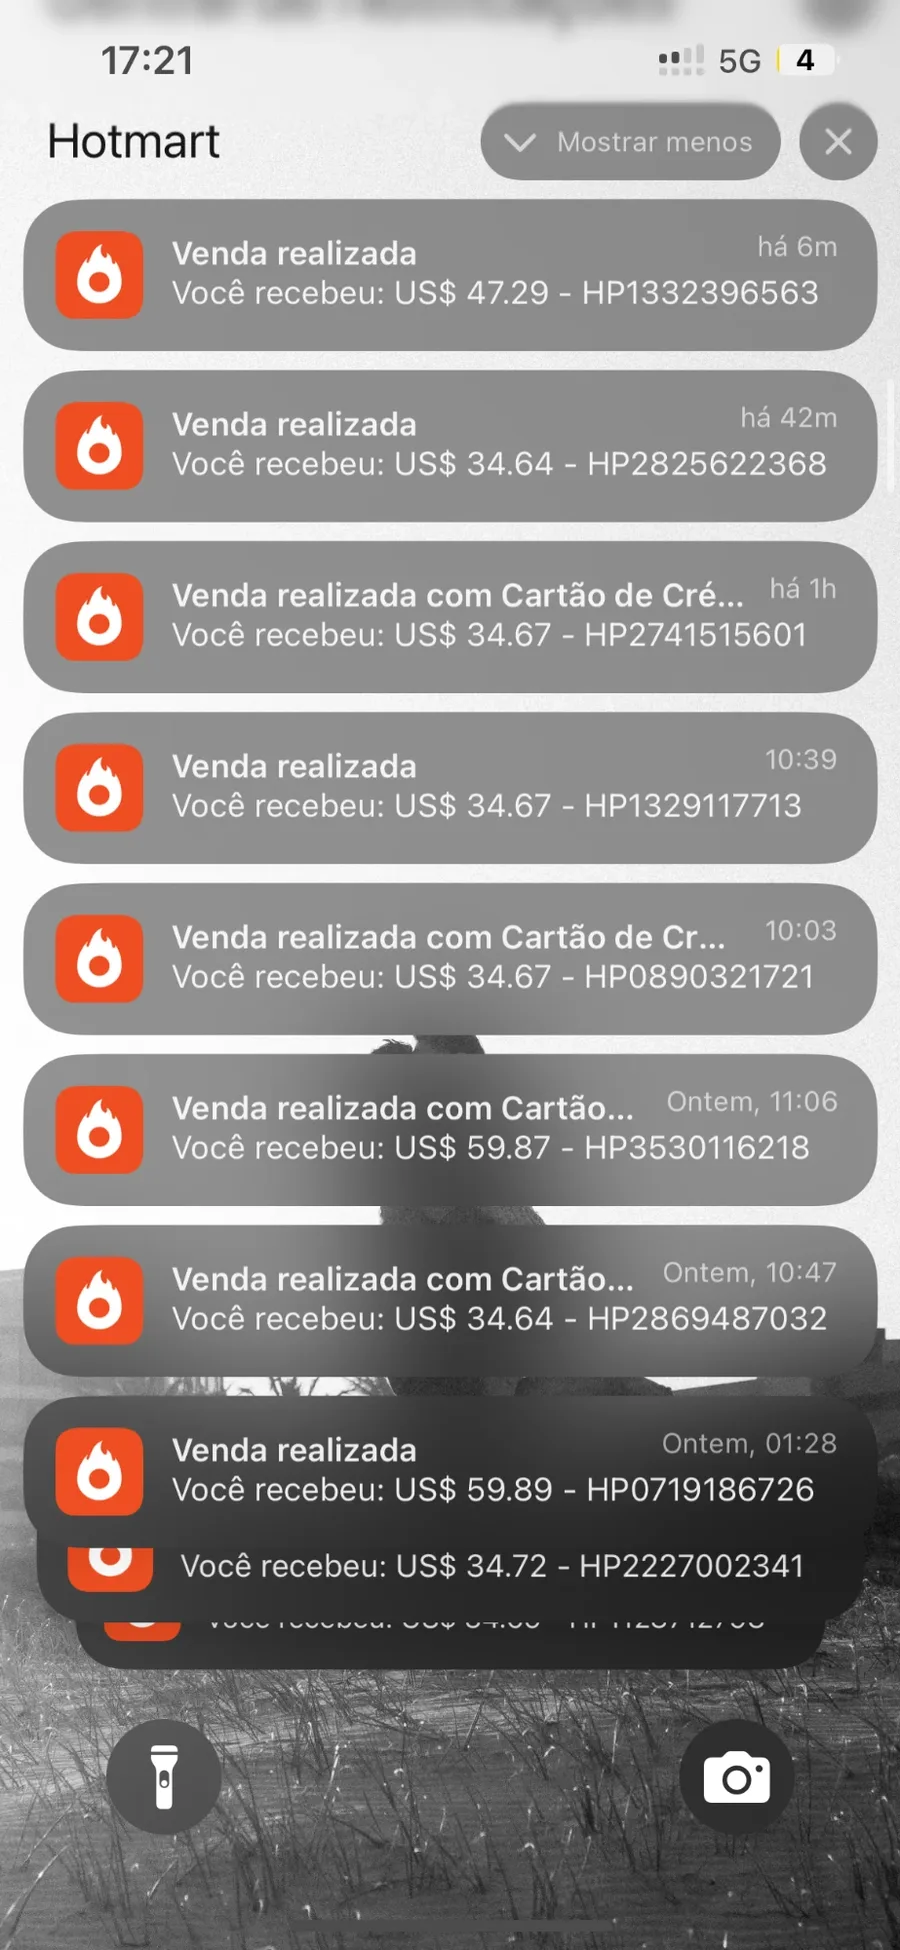 17:21
5G
4
Hotmart
Mostrar menos
Venda realizada
há 6m
Você recebeu: US$ 47.29 - HP1332396563
Venda realizada
há 42m
Você recebeu: US$ 34.64 - HP2825622368
Venda realizada com Cartão de Cré...
há 1h
Você recebeu: US$ 34.67 - HP2741515601
Venda realizada
10:39
Você recebeu: US$ 34.67 - HP1329117713
Venda realizada com Cartão de Cr...
10:03
Você recebeu: US$ 34.67 - HP0890321721
Venda realizada com Cartão...
Ontem, 11:06
Você recebeu: US$ 59.87 - HP3530116218
Venda realizada com Cartão...
Ontem, 10:47
Você recebeu: US$ 34.64 - HP2869487032
Venda realizada
Ontem, 01:28
Você recebeu: US$ 59.89 - HP0719186726
Você recebeu: US$ 34.72 - HP2227002341